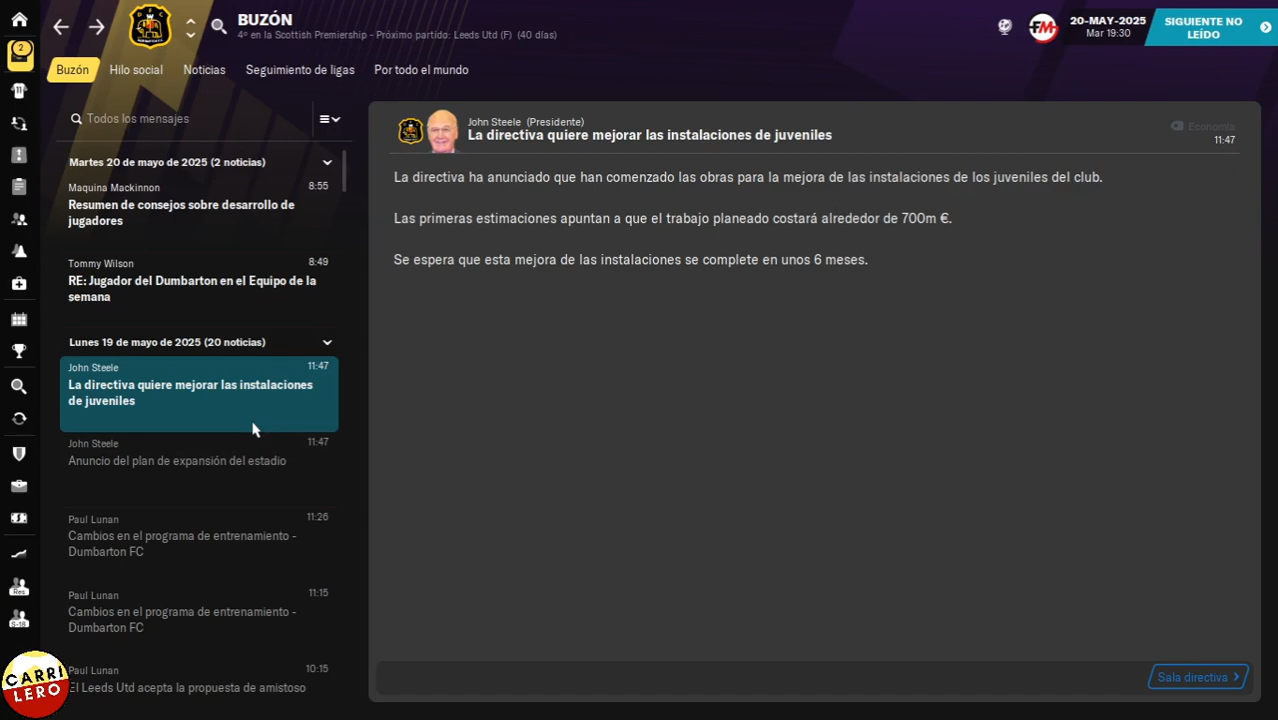 BUZÓN
4º en la Scottish Premiership - Próximo partido: Leeds Utd (F) (40 días)
FM
20-MAY-2025
Mar 19:30
SIGUIENTE NO
LEÍDO
2
Buzón
Hilo social
Noticias
Seguimiento de ligas
Por todo el mundo
Todos los mensajes
Martes 20 de mayo de 2025 (2 noticias)
Maquina Mackinnon 8:55
Resumen de consejos sobre desarrollo de
jugadores
Tommy Wilson 8:49
RE: Jugador del Dumbarton en el Equipo de la
semana
Lunes 19 de mayo de 2025 (20 noticias)
John Steele 11:47
La directiva quiere mejorar las instalaciones
de juveniles
John Steele 11:47
Anuncio del plan de expansión del estadio
Paul Lunan 11:26
Cambios en el programa de entrenamiento -
Dumbarton FC
Paul Lunan 11:15
Cambios en el programa de entrenamiento -
Dumbarton FC
Paul Lunan 10:15
El Leeds Utd acepta la propuesta de amistoso
John Steele (Presidente)
La directiva quiere mejorar las instalaciones de juveniles
Economía
11:47
La directiva ha anunciado que han comenzado las obras para la mejora de las instalaciones de los juveniles del club.
Las primeras estimaciones apuntan a que el trabajo planeado costará alrededor de 700m €.
Se espera que esta mejora de las instalaciones se complete en unos 6 meses.
Sala directiva
11
Res
S-18
CARRI
LERO